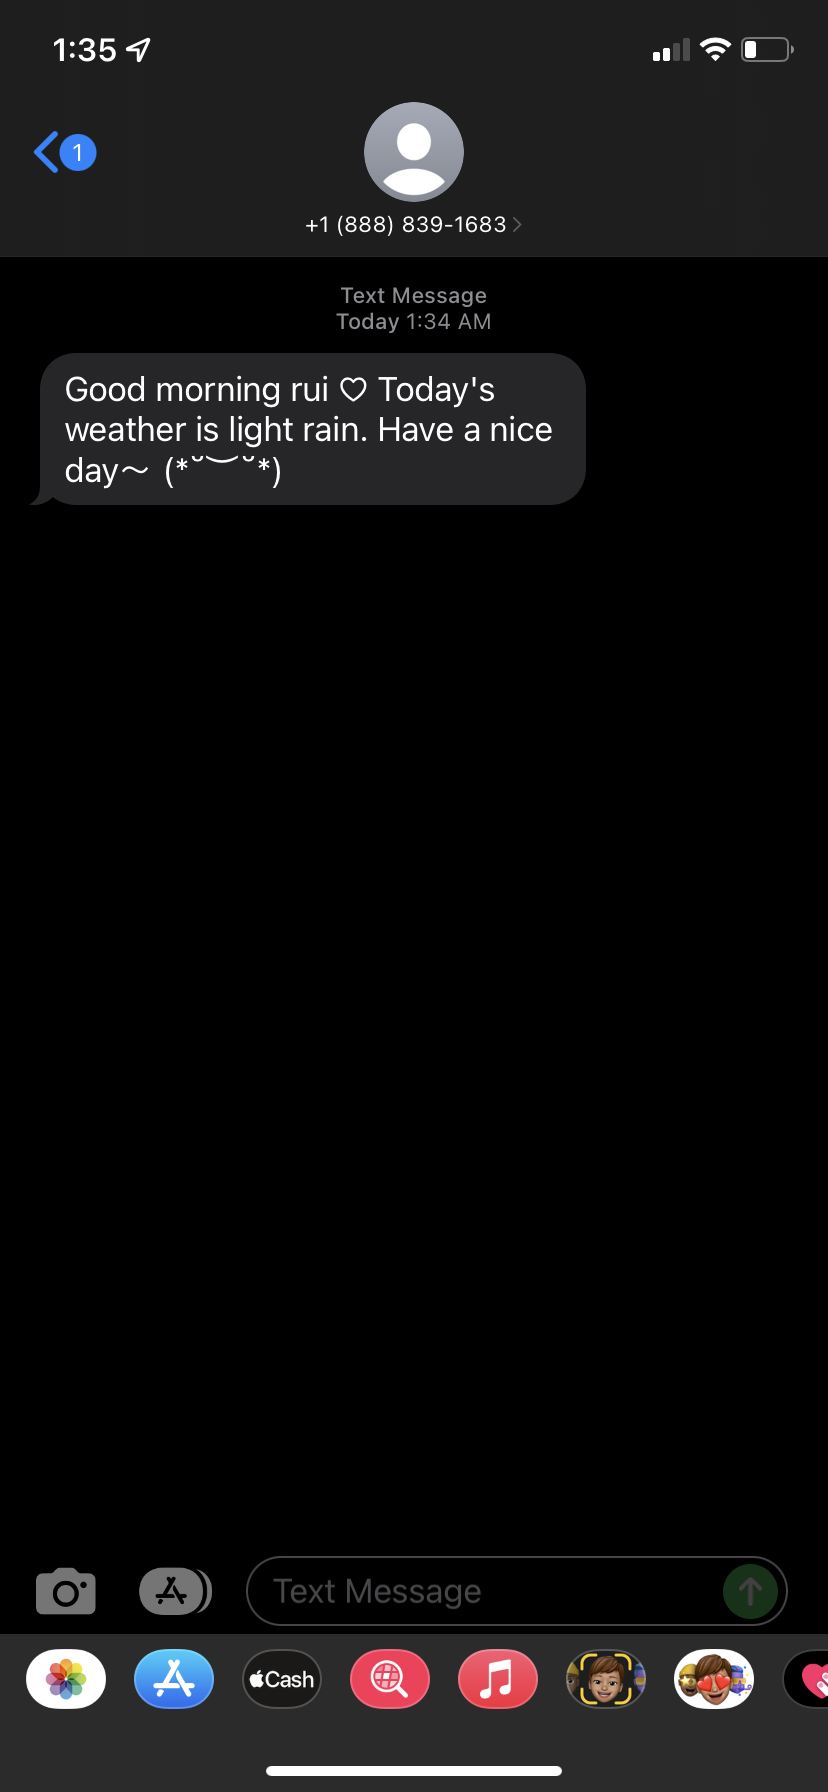 1:35
1
+1 (888) 839-1683
Text Message
Today 1:34 AM
Good morning rui ♡ Today's
weather is light rain. Have a nice
day～ (*˘︶˘*)
Text Message
Cash